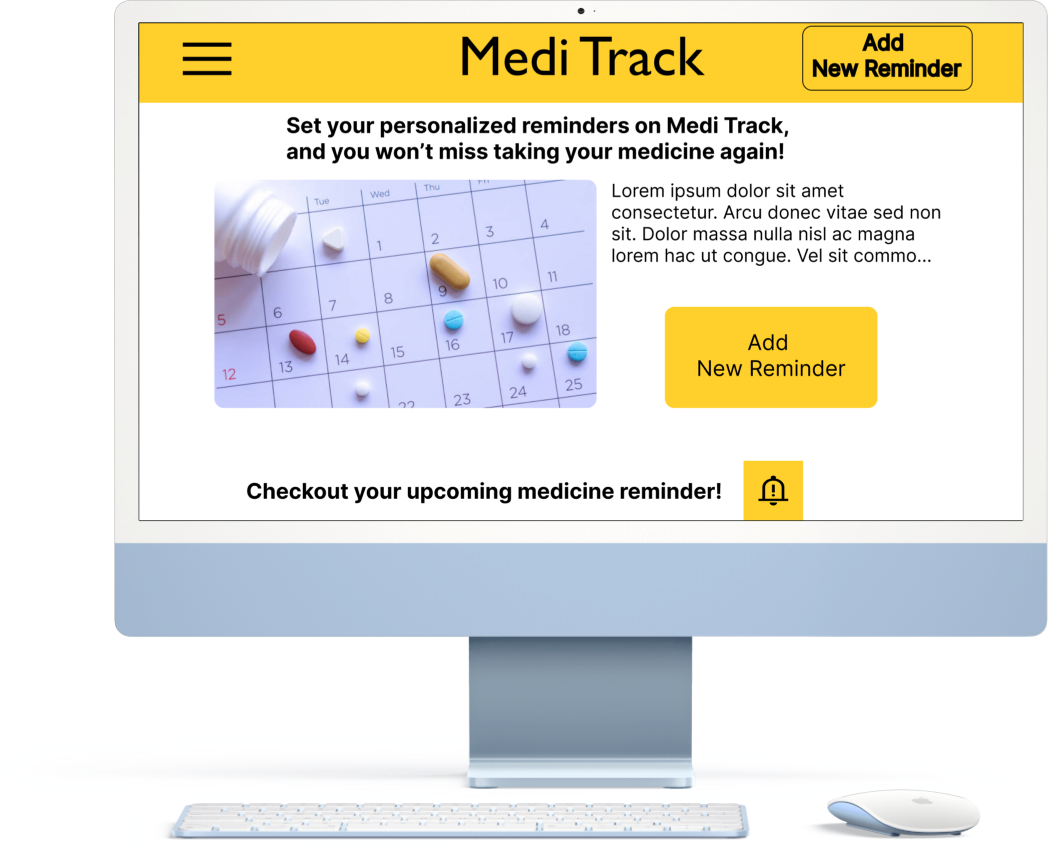 Medi Track
Add
New Reminder
Set your personalized reminders on Medi Track,
and you won’t miss taking your medicine again!
Lorem ipsum dolor sit amet
consectetur. Arcu donec vitae sed non
sit. Dolor massa nulla nisl ac magna
lorem hac ut congue. Vel sit commo...
Tue Wed Thu
1 2 3 4
5 6 7 8 9 10 11
12 13 14 15 16 17 18
22 23 24 25
Add
New Reminder
Checkout your upcoming medicine reminder!